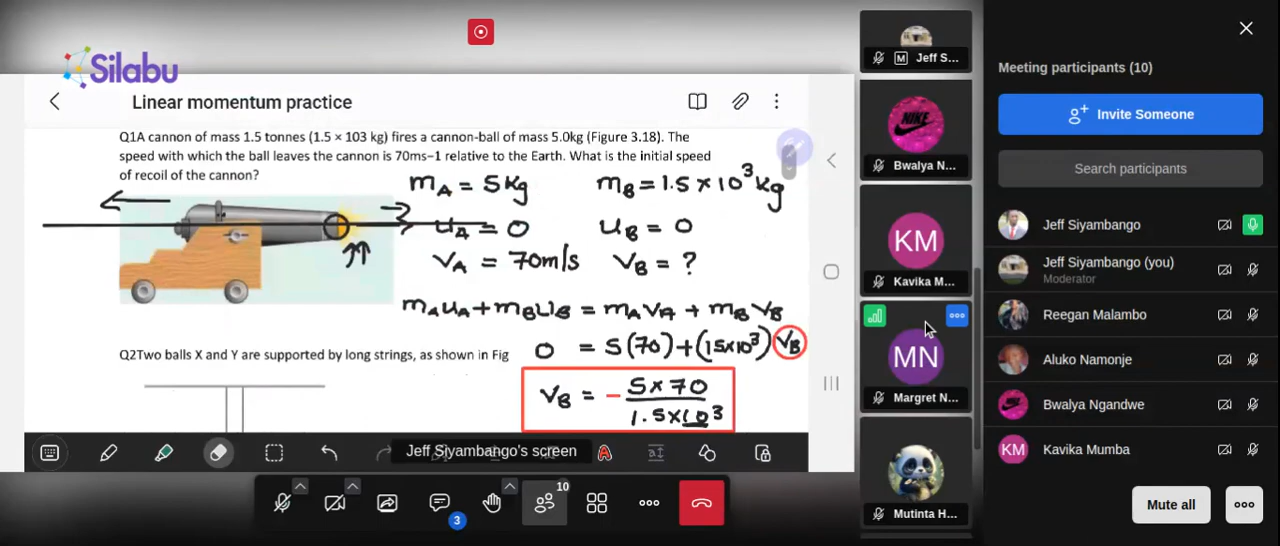 Silabu
Linear momentum practice
Q1A cannon of mass 1.5 tonnes (1.5 × 103 kg) fires a cannon-ball of mass 5.0kg (Figure 3.18). The
speed with which the ball leaves the cannon is 70ms−1 relative to the Earth. What is the initial speed
of recoil of the cannon?
mA = 5kg
mB = 1.5 × 10³ kg
uA = 0
uB = 0
vA = 70m/s
vB = ?
mAuA + mBuB = mAvA + mBvB
0 = 5(70) + (1.5×10³) vB
Q2Two balls X and Y are supported by long strings, as shown in Fig
vB = - 5 × 70
1.5 × 10³
Jeff Siyambango's screen
A
10
3
M Jeff S...
NIKE
Bwalya N...
KM
Kavika M...
MN
Margret N...
Mutinta H...
Meeting participants (10)
Invite Someone
Search participants
Jeff Siyambango
Jeff Siyambango (you)
Moderator
Reegan Malambo
Aluko Namonje
Bwalya Ngandwe
KM Kavika Mumba
Mute all